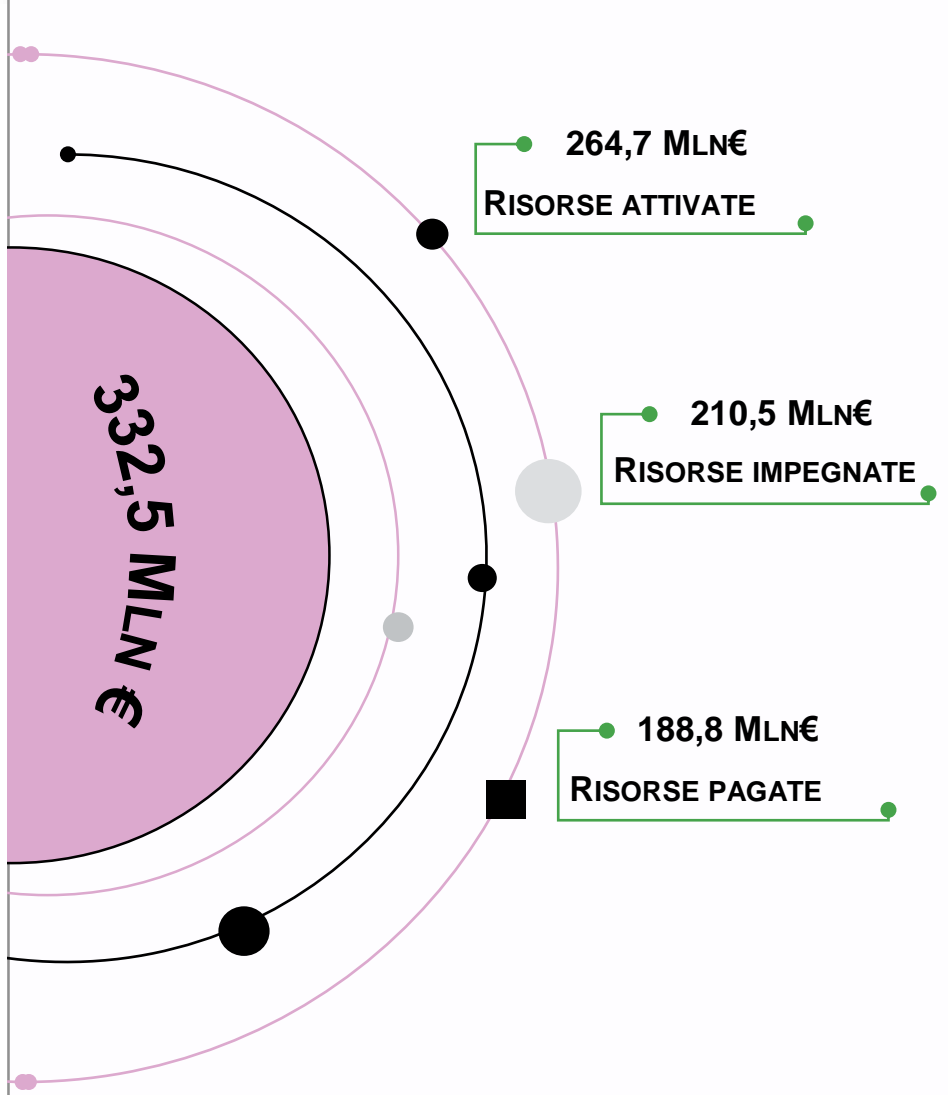 264,7 MLN€
RISORSE ATTIVATE
332,5 MLN €
210,5 MLN€
RISORSE IMPEGNATE
188,8 MLN€
RISORSE PAGATE